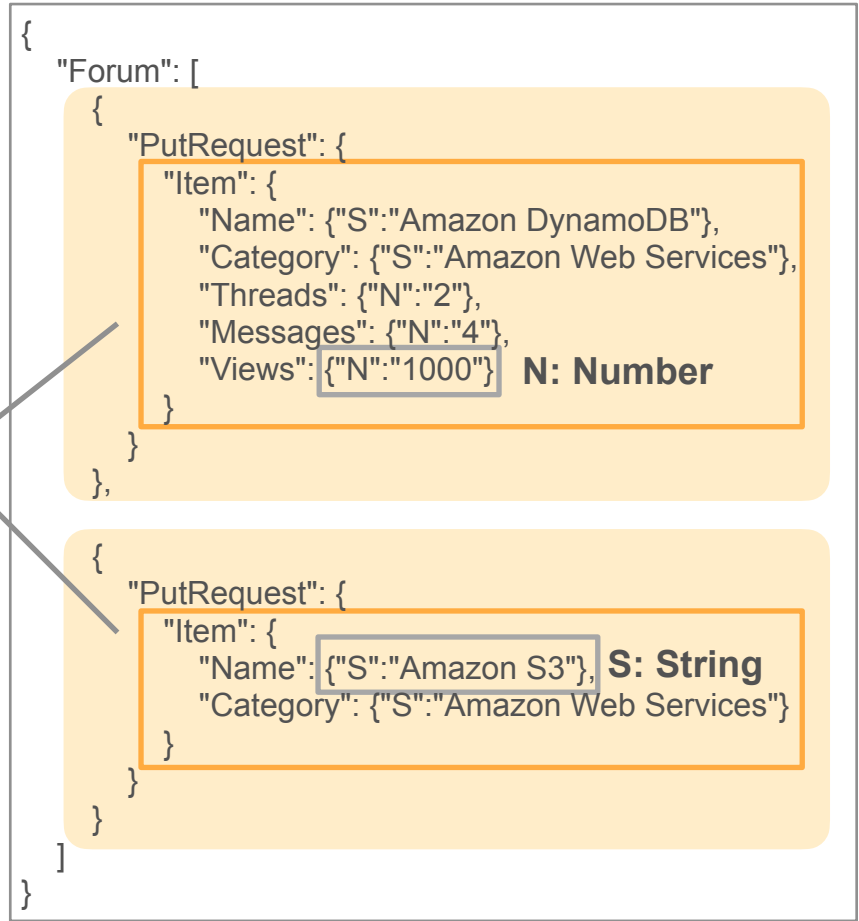 {
"Forum": [
{
"PutRequest": {
"Item": {
"Name": {"S":"Amazon DynamoDB"},
"Category": {"S":"Amazon Web Services"},
"Threads": {"N":"2"},
"Messages": {"N":"4"},
"Views": {"N":"1000"} N: Number
}
}
},
{
"PutRequest": {
"Item": {
"Name": {"S":"Amazon S3"}, S: String
"Category": {"S":"Amazon Web Services"}
}
}
}
]
}